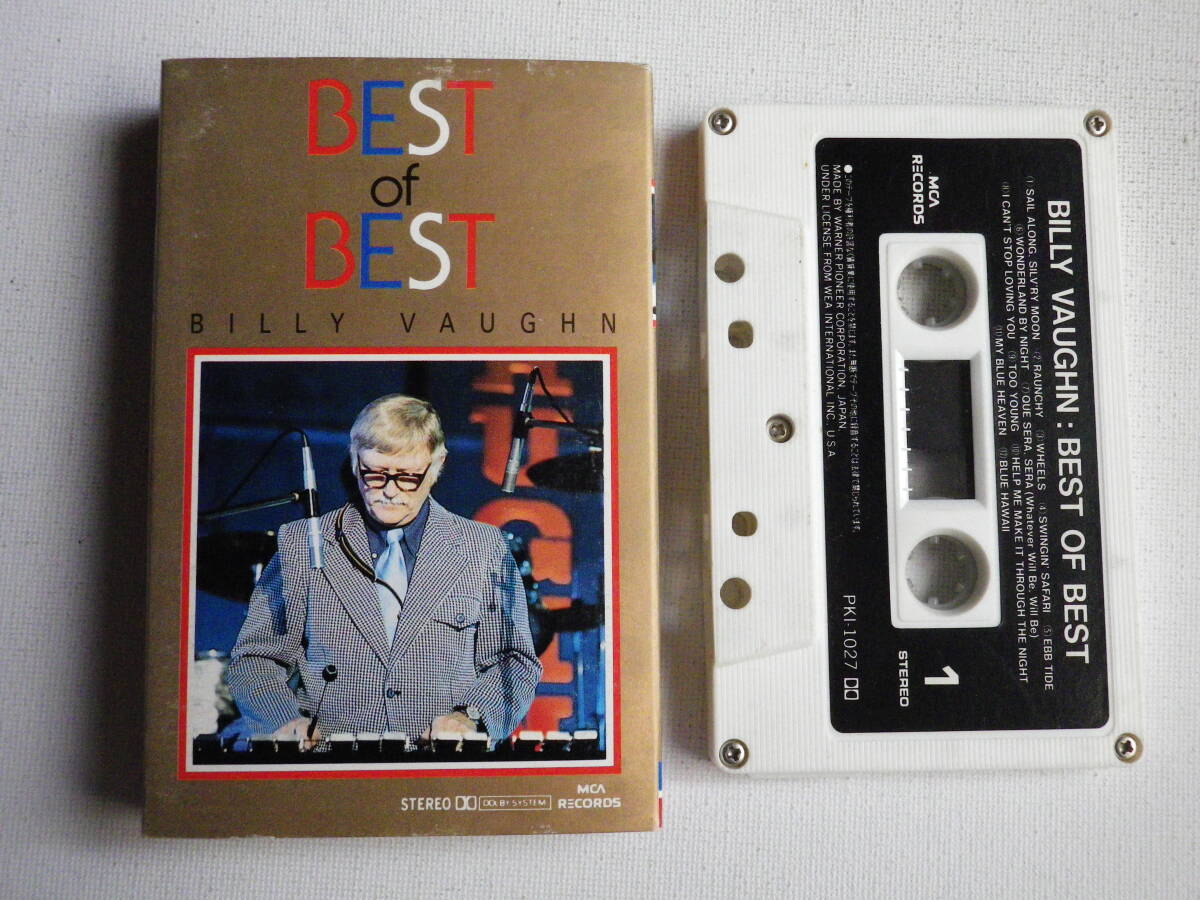 BEST
of
BEST
BILLY VAUGHN
STEREO DOLBY SYSTEM
MCA
RECORDS
BILLY VAUGHN : BEST OF BEST
① SAIL ALONG, SILV'RY MOON ② RAUNCHY ③ WHEELS ④ SWINGIN' SAFARI ⑤ EBB TIDE
⑥ WONDERLAND BY NIGHT ⑦ QUE SERA, SERA (Whatever Will Be, Will Be)
⑧ I CAN'T STOP LOVING YOU ⑨ TOO YOUNG ⑩ HELP ME MAKE IT THROUGH THE NIGHT
⑪ MY BLUE HEAVEN ⑫ BLUE HAWAII
MCA
RECORDS
1
STEREO
MADE BY WARNER-PIONEER CORPORATION, JAPAN
UNDER LICENSE FROM WEA INTERNATIONAL INC., U.S.A.
PKI-1027